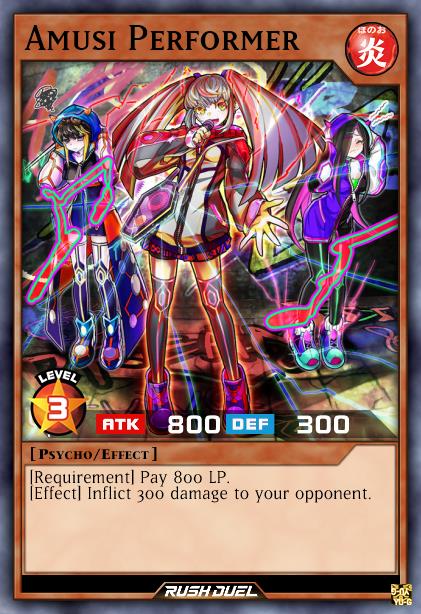 Amusi Performer
ほのお
炎
LEVEL
3
ATK 800 DEF 300
[Psycho/Effect]
[Requirement] Pay 800 LP.
[Effect] Inflict 300 damage to your opponent.
RUSH DUEL